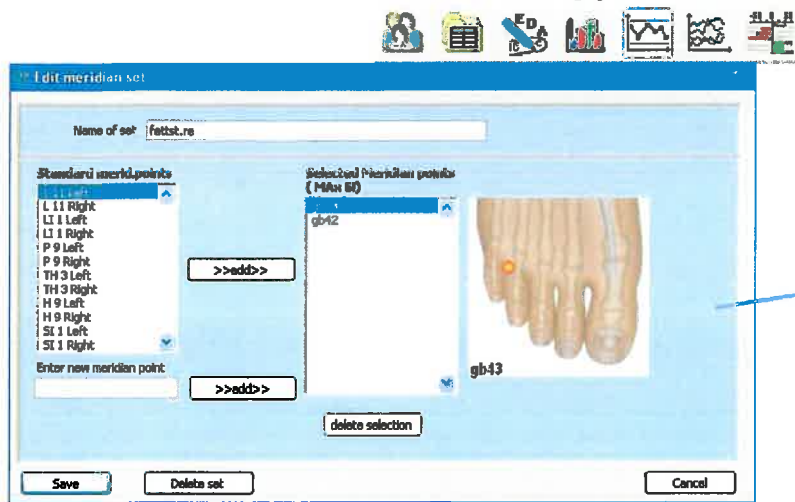 EDA
Edit meridian set
Name of set fettst.re
Standard merid.points
L 11 Right
LI 1 Left
LI 1 Right
P 9 Left
P 9 Right
TH 3 Left
TH 3 Right
H 9 Left
H 9 Right
SI 1 Left
SI 1 Right
>>add>>
Enter new meridian point
>>add>>
Selected Meridian points
gb42
delete selection
gb43
Save
Delete set
Cancel